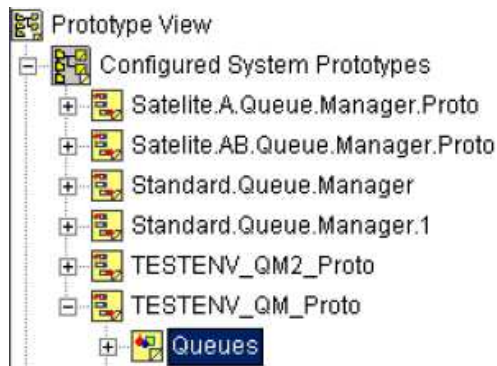 Prototype View
Configured System Prototypes
Satelite.A.Queue.Manager.Proto
Satelite.AB.Queue.Manager.Proto
Standard.Queue.Manager
Standard.Queue.Manager.1
TESTENV_QM2_Proto
TESTENV_QM_Proto
Queues